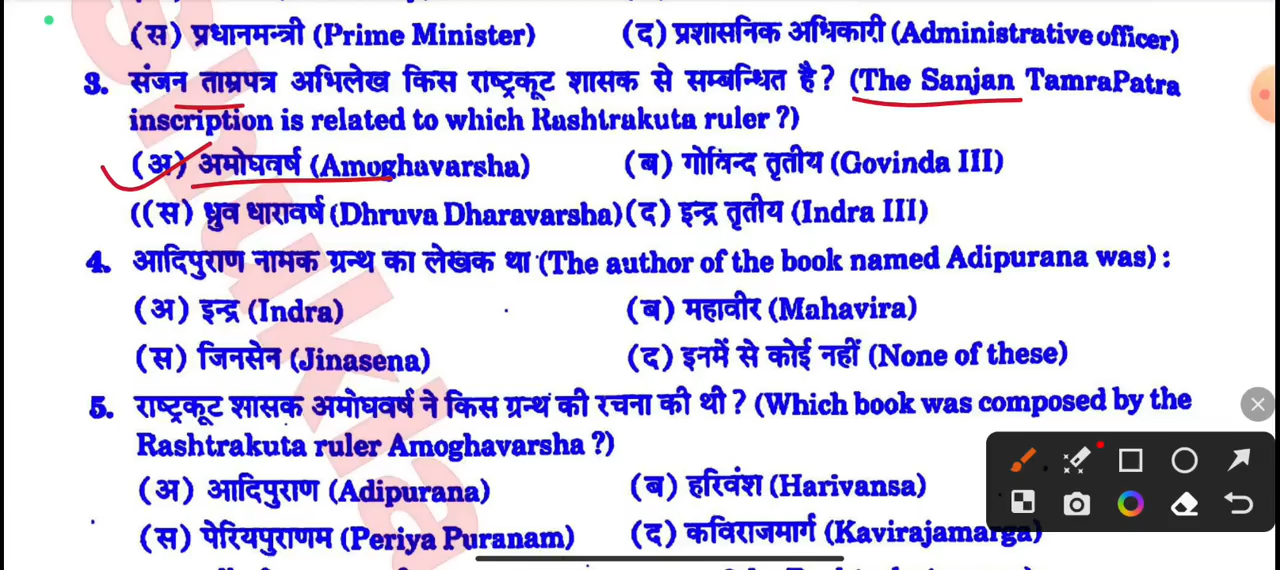 (स) प्रधानमन्त्री (Prime Minister) (द) प्रशासनिक अधिकारी (Administrative officer)
3. संजन ताम्रपत्र अभिलेख किस राष्ट्रकूट शासक से सम्बन्धित है? (The Sanjan TamraPatra
inscription is related to which Rashtrakuta ruler ?)
(अ) अमोघवर्ष (Amoghavarsha) (ब) गोविन्द तृतीय (Govinda III)
((स) ध्रुव धारावर्ष (Dhruva Dharavarsha) (द) इन्द्र तृतीय (Indra III)
4. आदिपुराण नामक ग्रन्थ का लेखक था (The author of the book named Adipurana was) :
(अ) इन्द्र (Indra) (ब) महावीर (Mahavira)
(स) जिनसेन (Jinasena) (द) इनमें से कोई नहीं (None of these)
5. राष्ट्रकूट शासक अमोघवर्ष ने किस ग्रन्थ की रचना की थी ? (Which book was composed by the
Rashtrakuta ruler Amoghavarsha ?)
(अ) आदिपुराण (Adipurana) (ब) हरिवंश (Harivansa)
(स) पेरियपुराणम (Periya Puranam) (द) कविराजमार्ग (Kavirajamarga)